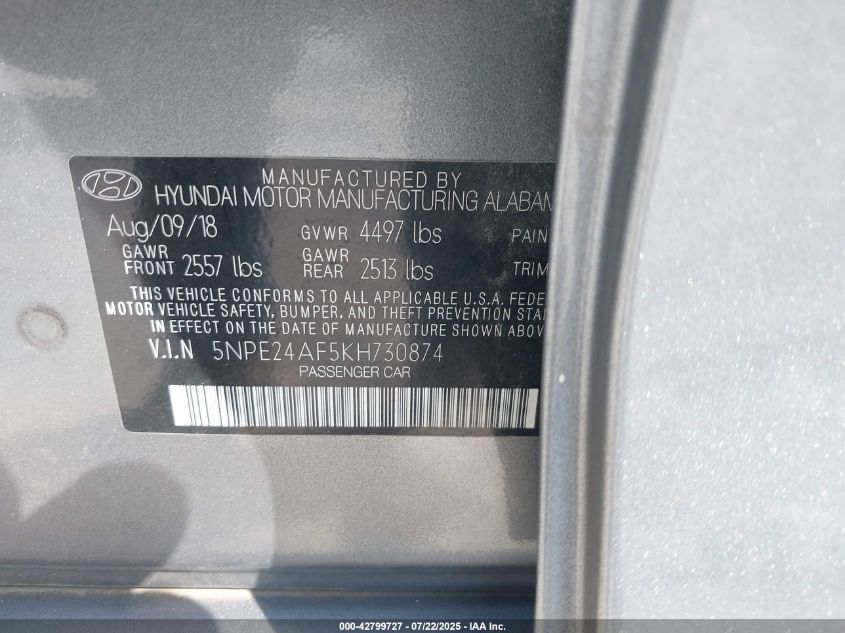 MANUFACTURED BY
HYUNDAI MOTOR MANUFACTURING ALABAM
Aug/09/18 GVWR 4497 lbs PAIN
GAWR FRONT 2557 lbs GAWR REAR 2513 lbs TRIM
THIS VEHICLE CONFORMS TO ALL APPLICABLE U.S.A. FEDE
MOTOR VEHICLE SAFETY, BUMPER, AND THEFT PREVENTION STA
IN EFFECT ON THE DATE OF MANUFACTURE SHOWN ABOV
V.I.N 5NPE24AF5KH730874
PASSENGER CAR
000-42799727 - 07/22/2025 - IAA Inc.